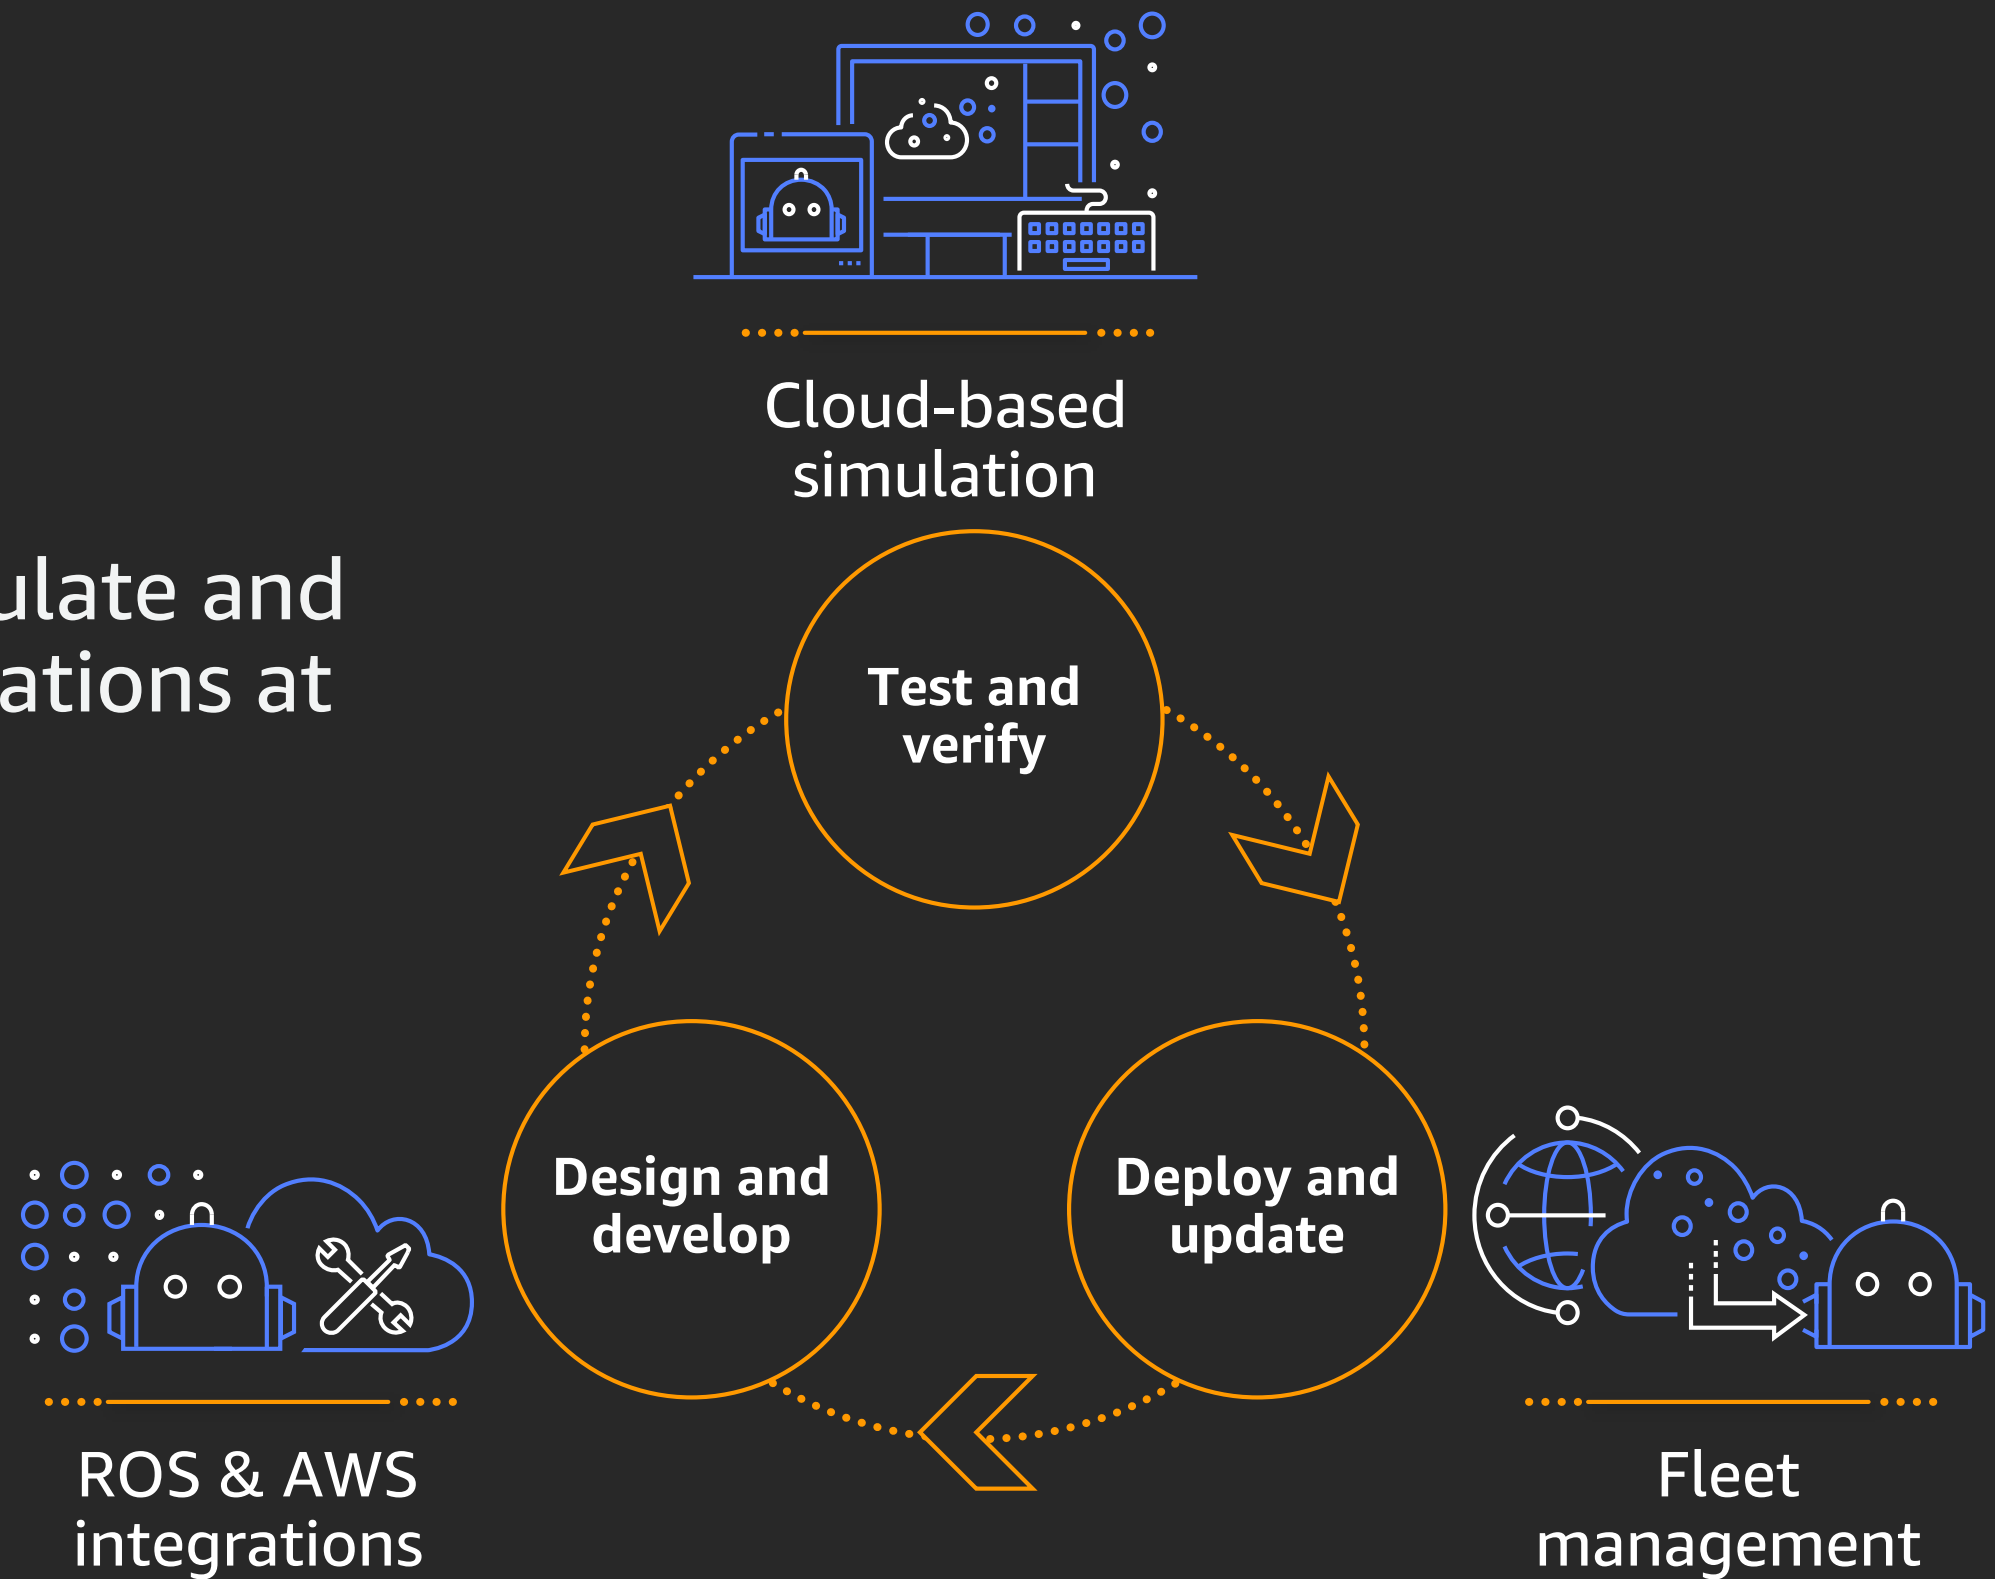 Cloud-based
simulation
ulate and
ations at
Test and
verify
Design and
develop
Deploy and
update
ROS & AWS
integrations
Fleet
management